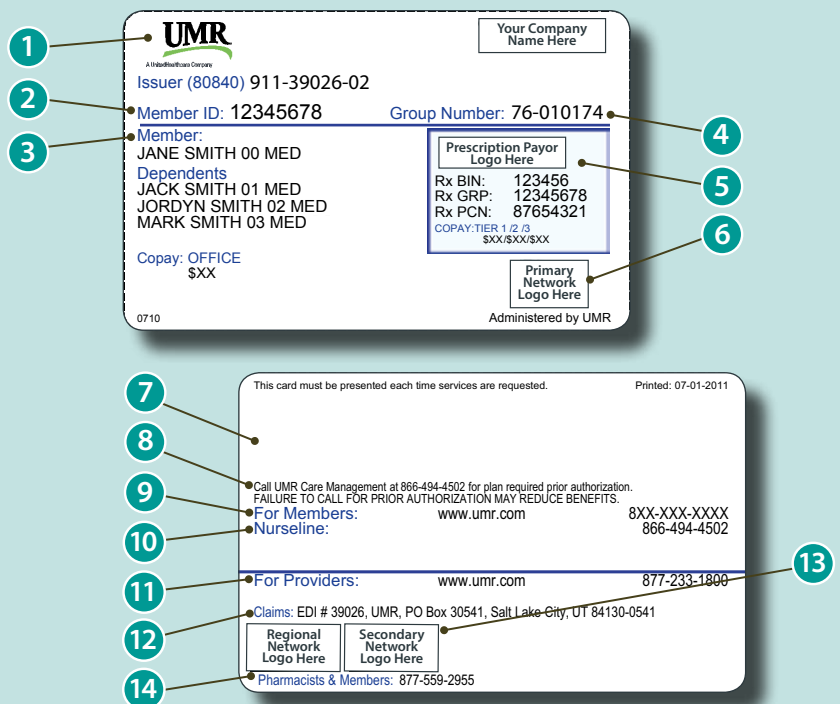 1
UMR
A UnitedHealthcare Company
Your Company
Name Here
Issuer (80840) 911-39026-02
2
Member ID: 12345678 Group Number: 76-010174
4
3
Member:
JANE SMITH 00 MED
Dependents
JACK SMITH 01 MED
JORDYN SMITH 02 MED
MARK SMITH 03 MED
Prescription Payor
Logo Here
5
Rx BIN: 123456
Rx GRP: 12345678
Rx PCN: 87654321
COPAY:TIER 1 /2 /3
$XX/$XX/$XX
6
Copay: OFFICE
$XX
Primary
Network
Logo Here
0710 Administered by UMR
This card must be presented each time services are requested. Printed: 07-01-2011
7
8
Call UMR Care Management at 866-494-4502 for plan required prior authorization.
FAILURE TO CALL FOR PRIOR AUTHORIZATION MAY REDUCE BENEFITS.
9
For Members: www.umr.com 8XX-XXX-XXXX
10
Nurseline: 866-494-4502
13
11
For Providers: www.umr.com 877-233-1800
12
Claims: EDI # 39026, UMR, PO Box 30541, Salt Lake City, UT 84130-0541
Regional
Network
Logo Here
Secondary
Network
Logo Here
14
Pharmacists & Members: 877-559-2955